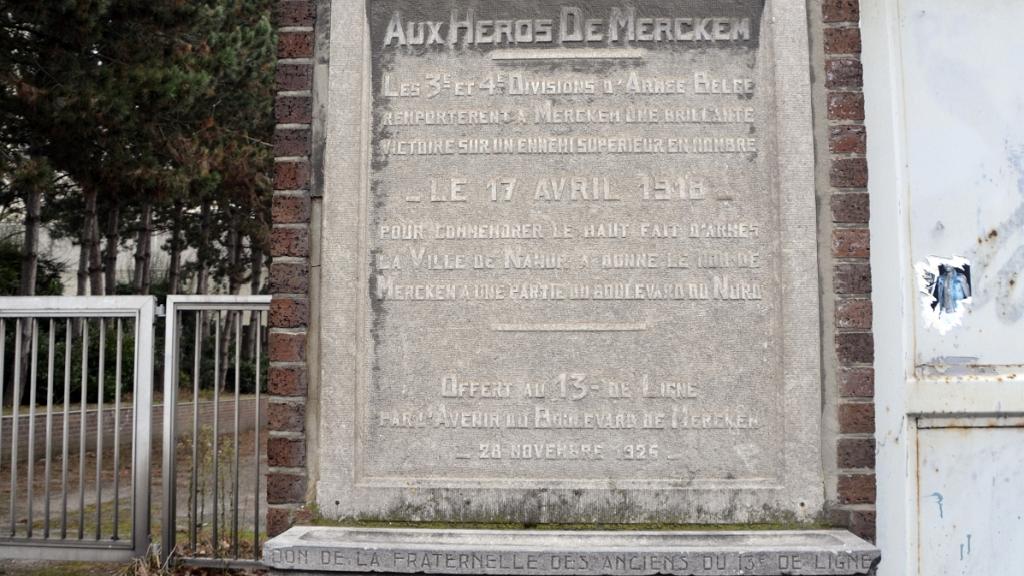 AUX HEROS DE MERCKEM
LES 3E ET 4E DIVISIONS D'ARMEE BELGE
REMPORTERENT A MERCKEM UNE BRILLANTE
VICTOIRE SUR UN ENNEMI SUPERIEUR EN NOMBRE
_ LE 17 AVRIL 1918 _
POUR COMMEMORER LE HAUT FAIT D'ARMES
LA VILLE DE NAMUR A DONNE LE NOM DE
MERCKEM A UNE PARTIE DU BOULEVARD DU NORD
OFFERT AU 13E DE LIGNE
PAR L'AVENIR DU BOULEVARD DE MERCKEM
_ 28 NOVEMBRE 1926 _
DON DE LA FRATERNELLE DES ANCIENS DU 13E DE LIGNE